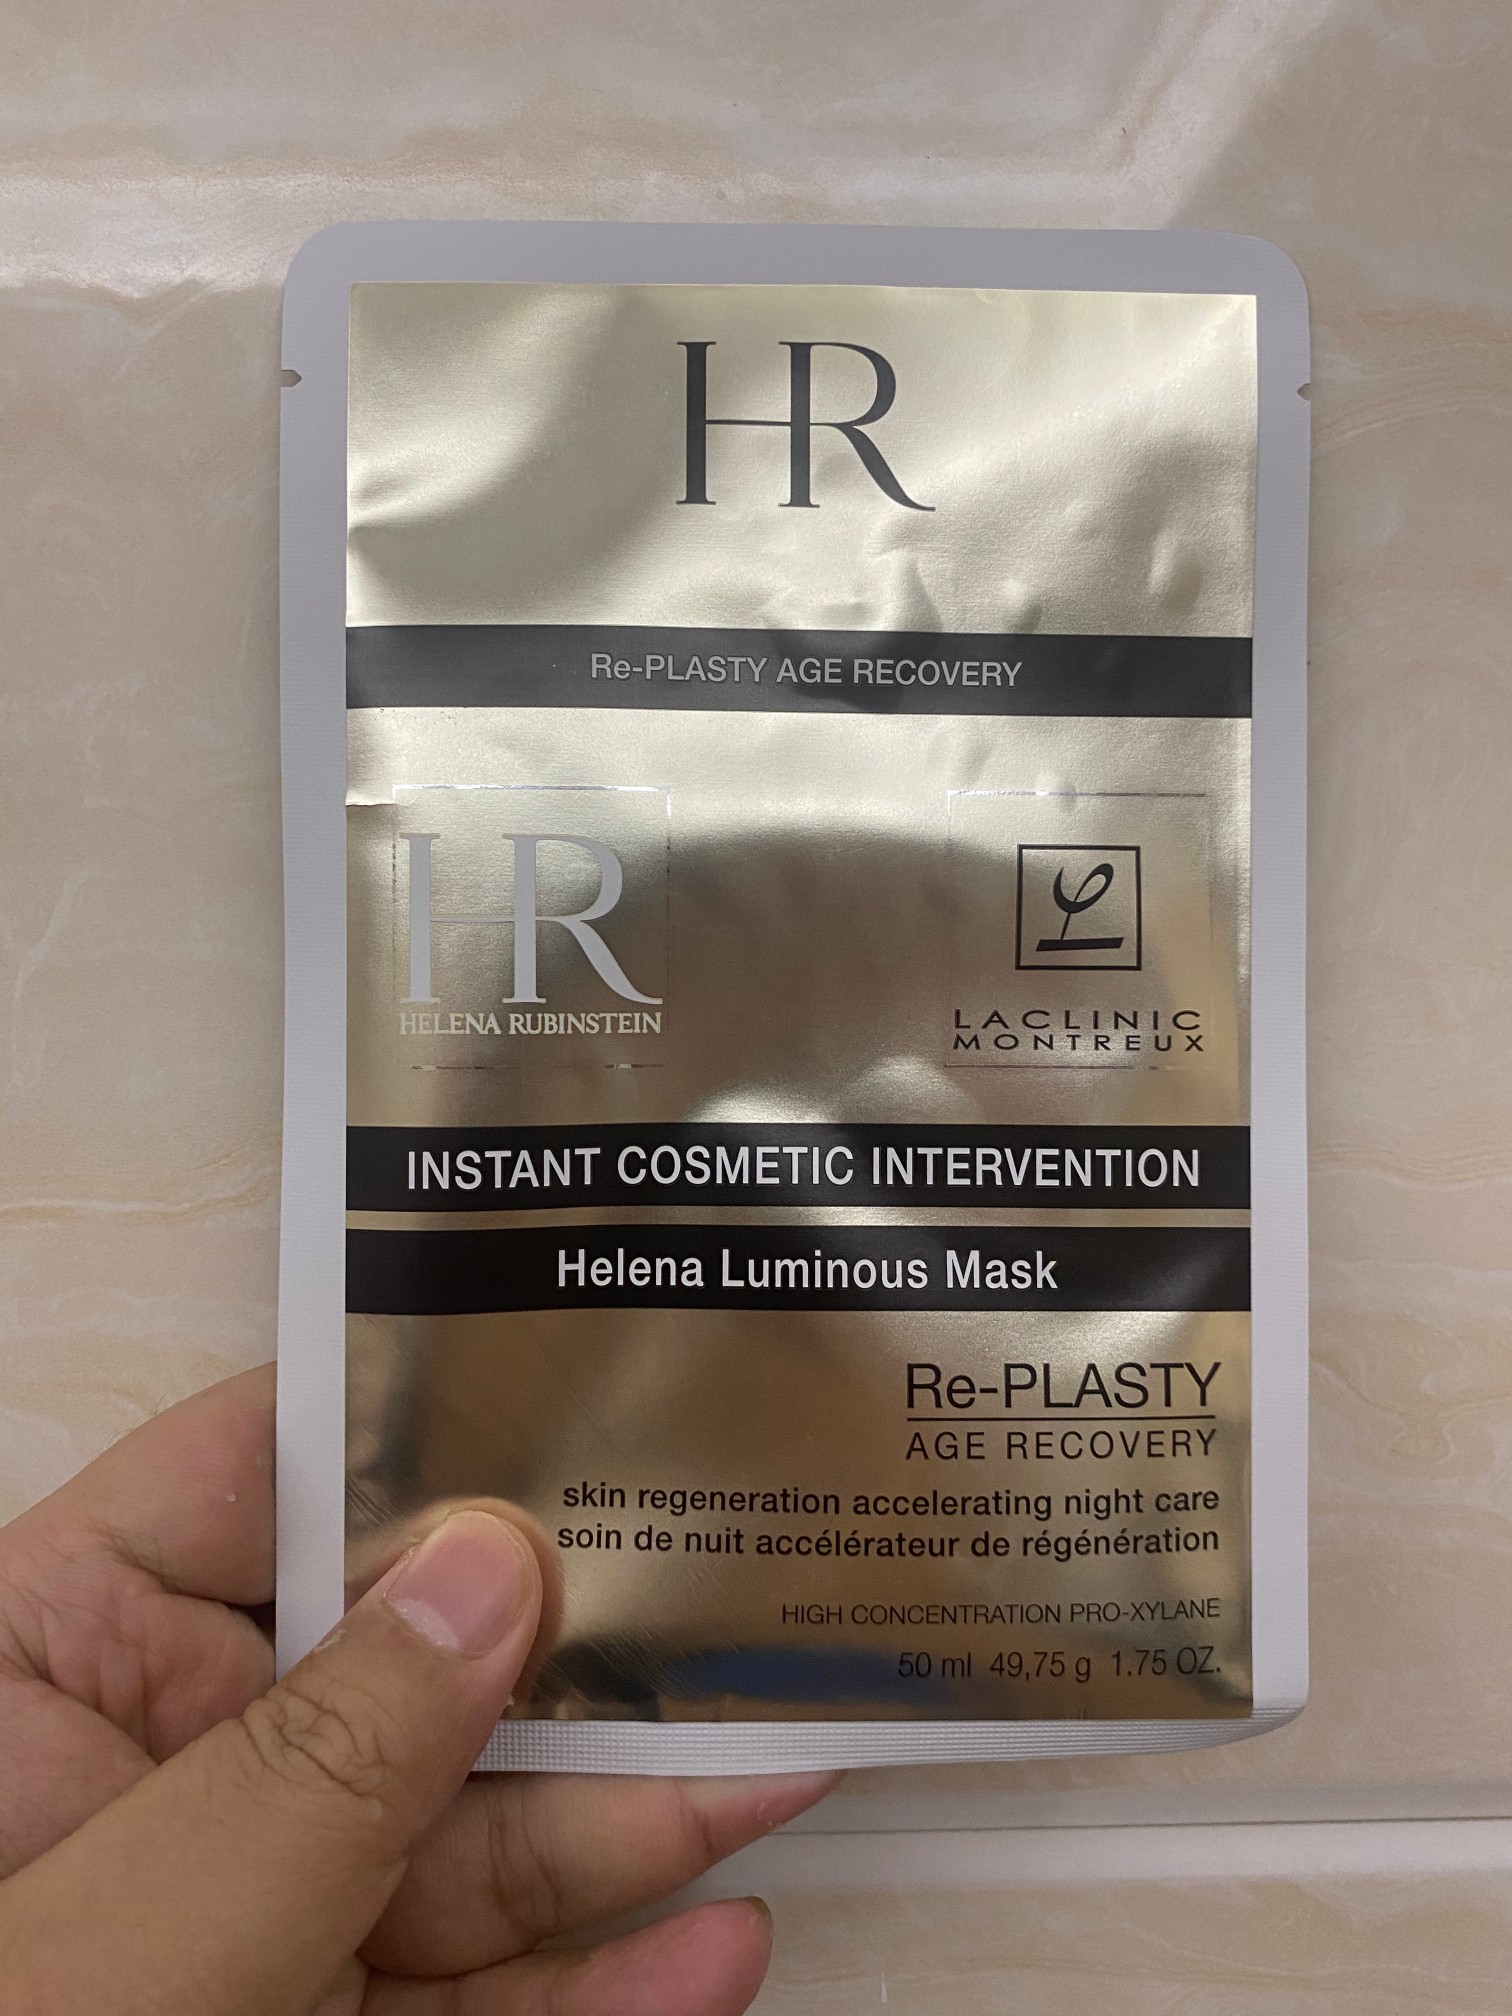 HR
Re-PLASTY AGE RECOVERY
HR
HELENA RUBINSTEIN
LACLINIC
MONTREUX
INSTANT COSMETIC INTERVENTION
Helena Luminous Mask
Re-PLASTY
AGE RECOVERY
skin regeneration accelerating night care
soin de nuit accélérateur de régénération
HIGH CONCENTRATION PRO-XYLANE
50 ml 49,75 g 1.75 OZ.